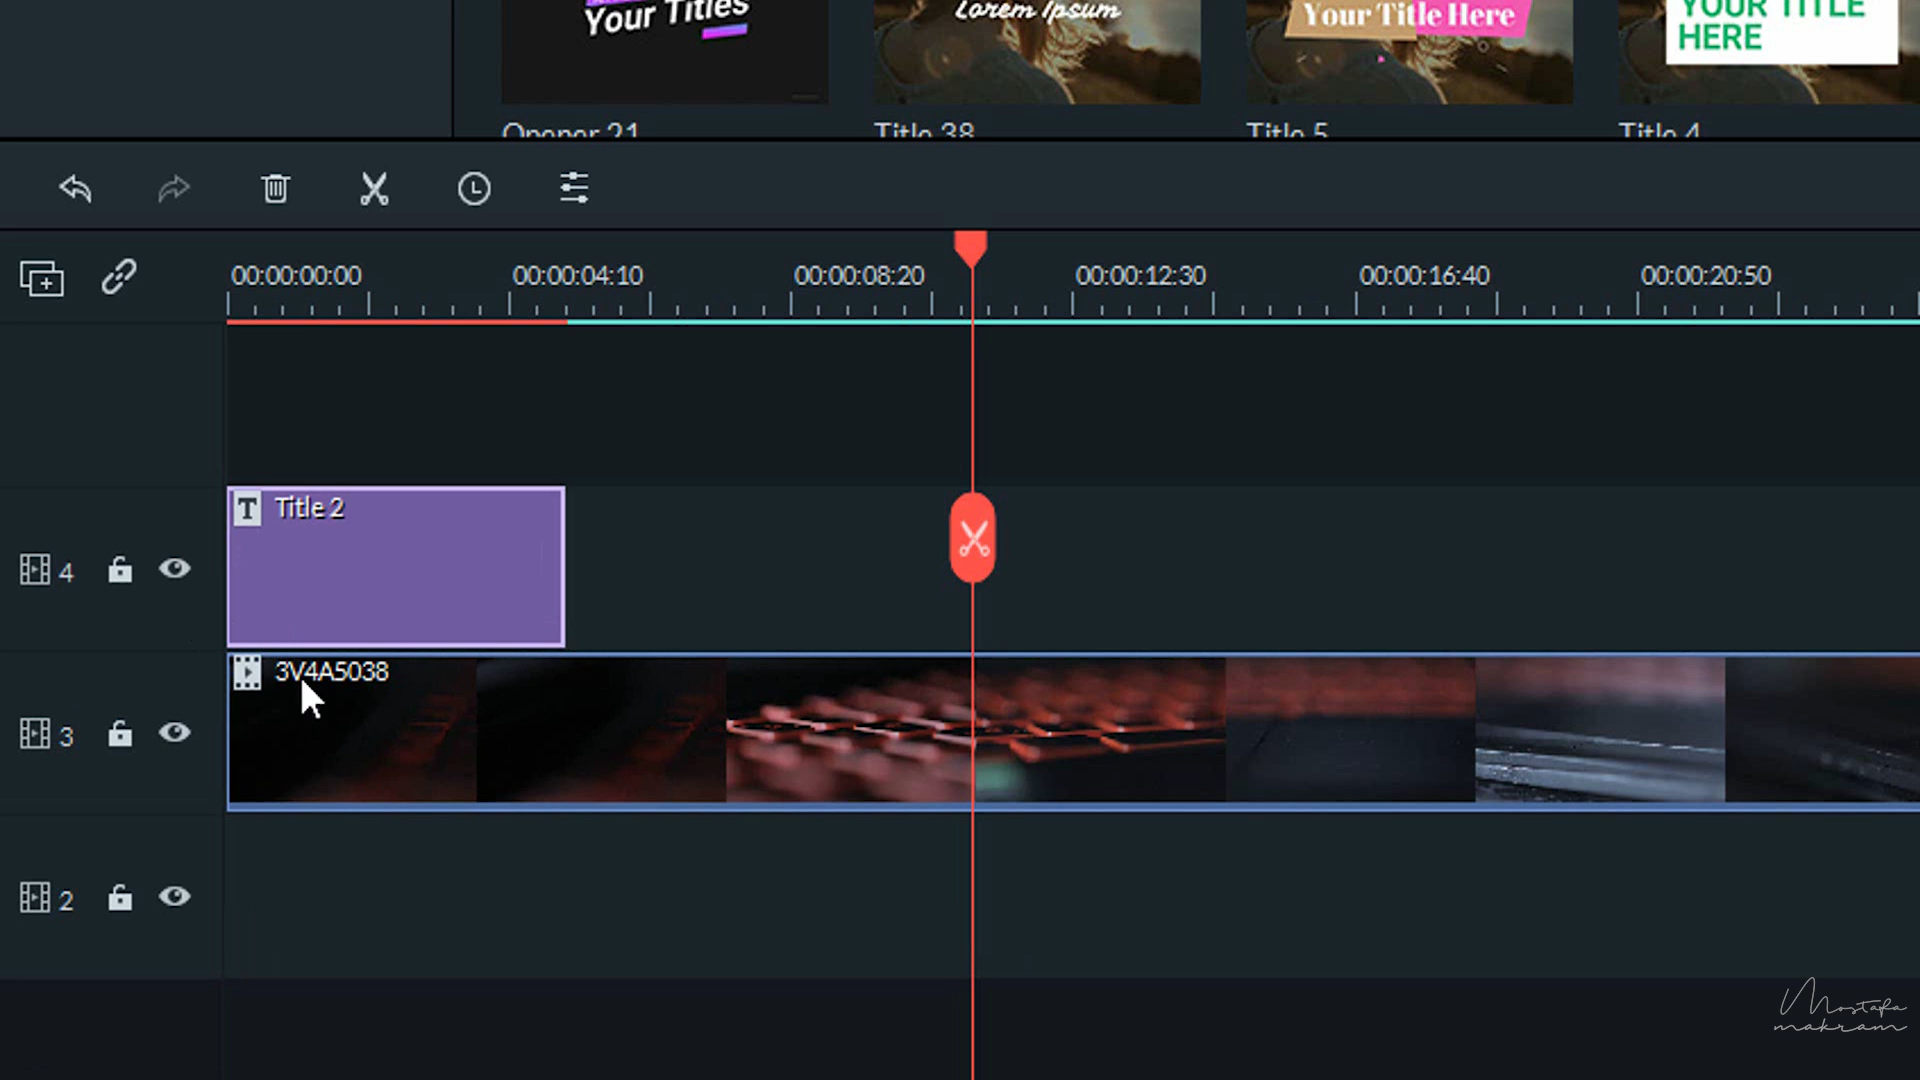 Your Titles
Lorem Ipsum
Your Title Here
YOUR TITLE
HERE
Opener 21
Title 38
Title 5
Title 4
00:00:00:00
00:00:04:10
00:00:08:20
00:00:12:30
00:00:16:40
00:00:20:50
T
Title 2
4
3V4A5038
3
2
Mostafa
makram